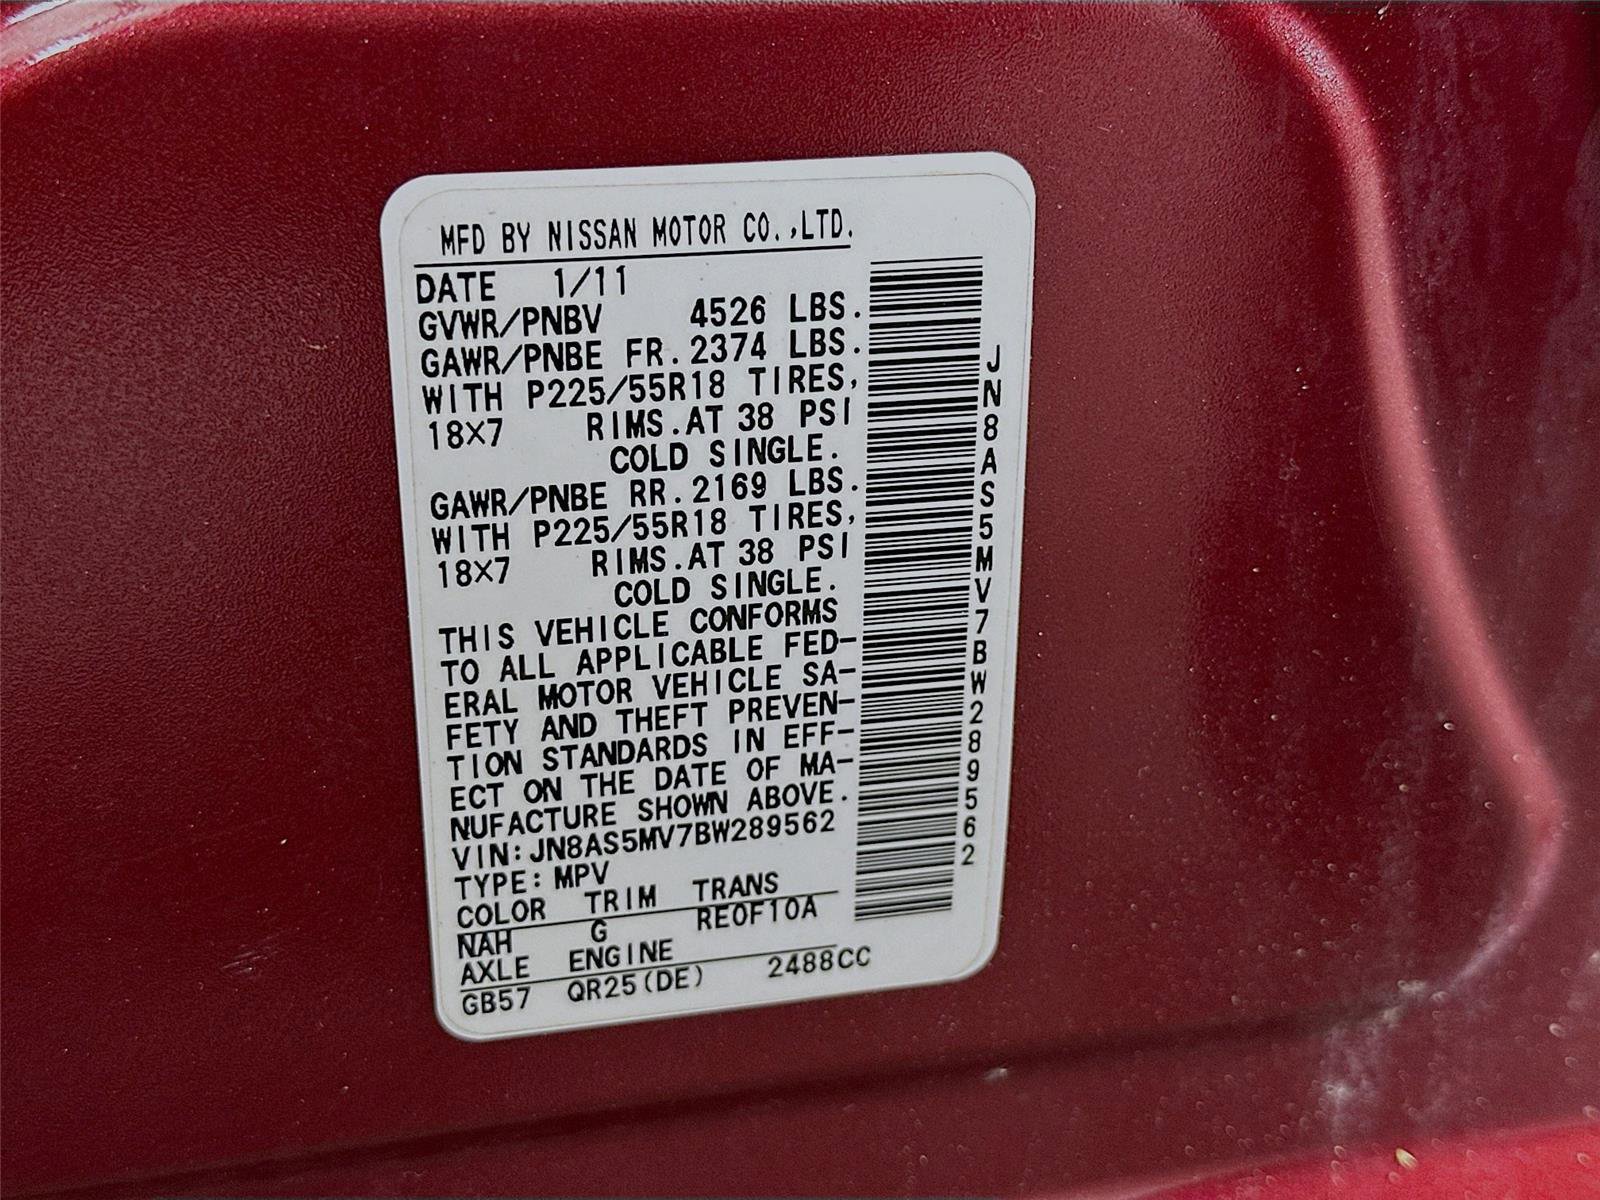 MFD BY NISSAN MOTOR CO.,LTD.
DATE 1/11
GVWR/PNBV 4526 LBS.
GAWR/PNBE FR. 2374 LBS.
WITH P225/55R18 TIRES,
18X7 RIMS. AT 38 PSI
COLD SINGLE.
GAWR/PNBE RR. 2169 LBS.
WITH P225/55R18 TIRES,
18X7 RIMS. AT 38 PSI
COLD SINGLE.
THIS VEHICLE CONFORMS
TO ALL APPLICABLE FED-
ERAL MOTOR VEHICLE SA-
FETY AND THEFT PREVEN-
TION STANDARDS IN EFF-
ECT ON THE DATE OF MA-
NUFACTURE SHOWN ABOVE.
VIN: JN8AS5MV7BW289562
TYPE: MPV
COLOR TRIM TRANS
NAH G RE0F10A
AXLE ENGINE
GB57 QR25(DE) 2488CC
JN8AS5MV7BW289562